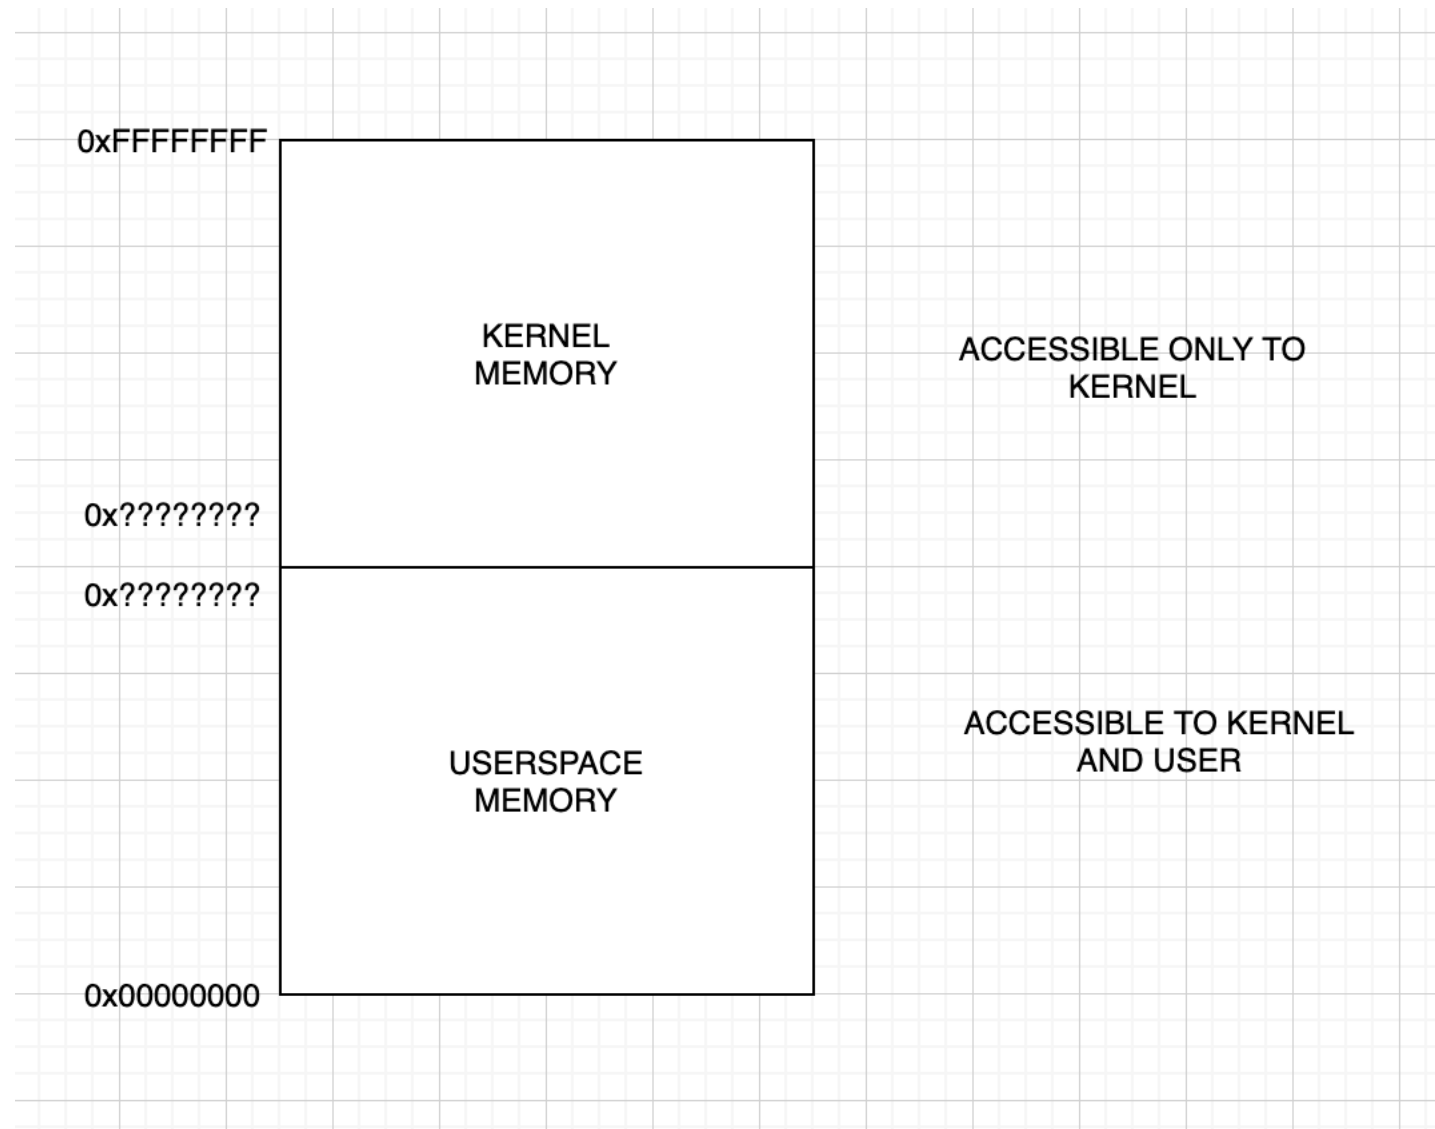 0xFFFFFFFF
KERNEL
MEMORY
ACCESSIBLE ONLY TO
KERNEL
0x????????
0x????????
ACCESSIBLE TO KERNEL
AND USER
USERSPACE
MEMORY
0x00000000